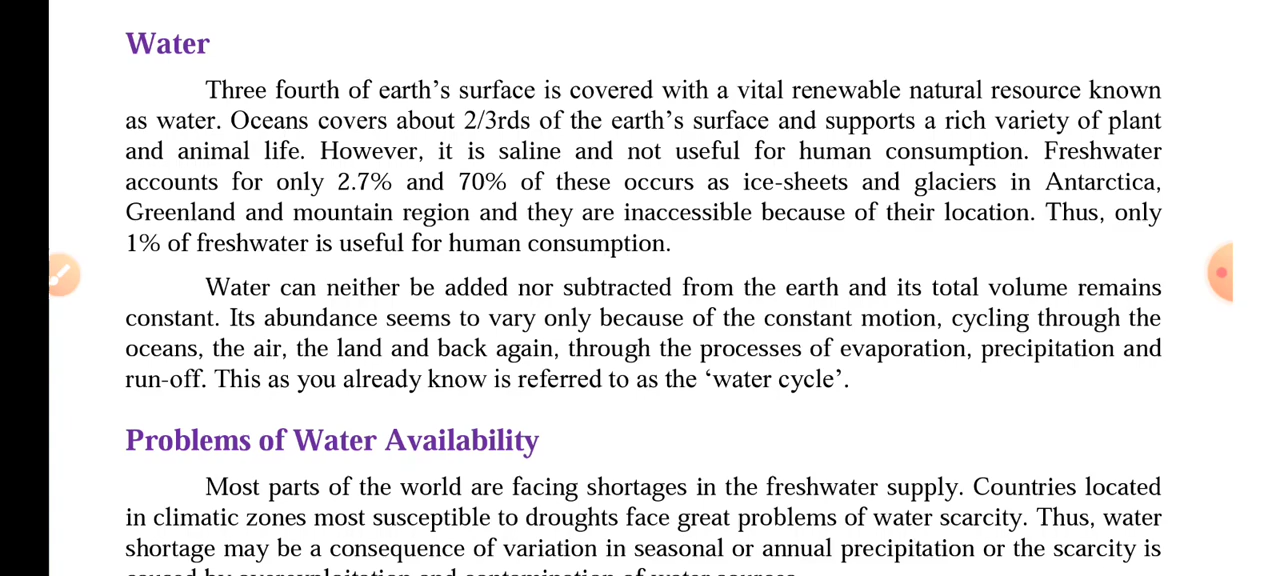 Water
Three fourth of earth’s surface is covered with a vital renewable natural resource known
as water. Oceans covers about 2/3rds of the earth’s surface and supports a rich variety of plant
and animal life. However, it is saline and not useful for human consumption. Freshwater
accounts for only 2.7% and 70% of these occurs as ice-sheets and glaciers in Antarctica,
Greenland and mountain region and they are inaccessible because of their location. Thus, only
1% of freshwater is useful for human consumption.
Water can neither be added nor subtracted from the earth and its total volume remains
constant. Its abundance seems to vary only because of the constant motion, cycling through the
oceans, the air, the land and back again, through the processes of evaporation, precipitation and
run-off. This as you already know is referred to as the ‘water cycle’.
Problems of Water Availability
Most parts of the world are facing shortages in the freshwater supply. Countries located
in climatic zones most susceptible to droughts face great problems of water scarcity. Thus, water
shortage may be a consequence of variation in seasonal or annual precipitation or the scarcity is
caused by overexploitation and contamination of water sources.